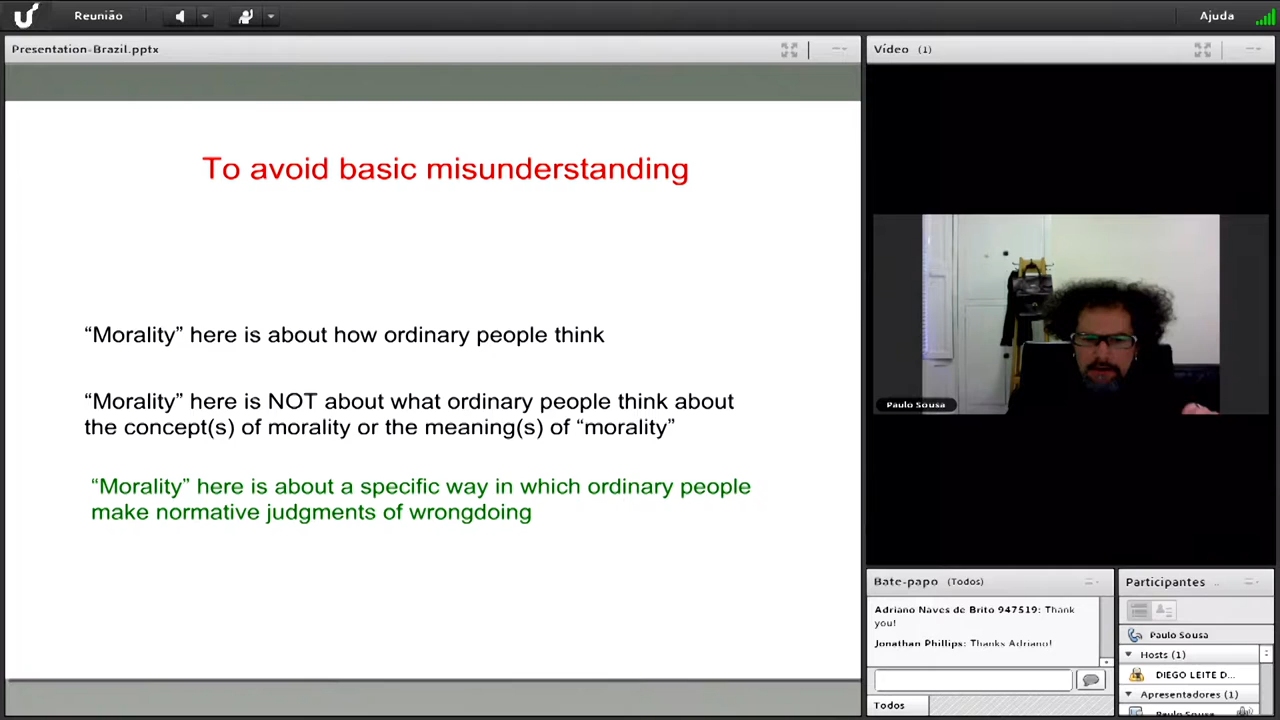 Reunião
Ajuda
Presentation-Brazil.pptx
Vídeo (1)
To avoid basic misunderstanding
“Morality” here is about how ordinary people think
“Morality” here is NOT about what ordinary people think about
the concept(s) of morality or the meaning(s) of “morality”
“Morality” here is about a specific way in which ordinary people
make normative judgments of wrongdoing
Paulo Sousa
Bate-papo (Todos)
Adriano Naves de Brito 947519: Thank
you!
Jonathan Phillips: Thanks Adriano!
Todos
Participantes ..
Paulo Sousa
Hosts (1)
DIEGO LEITE D...
Apresentadores (1)
Paulo Sousa